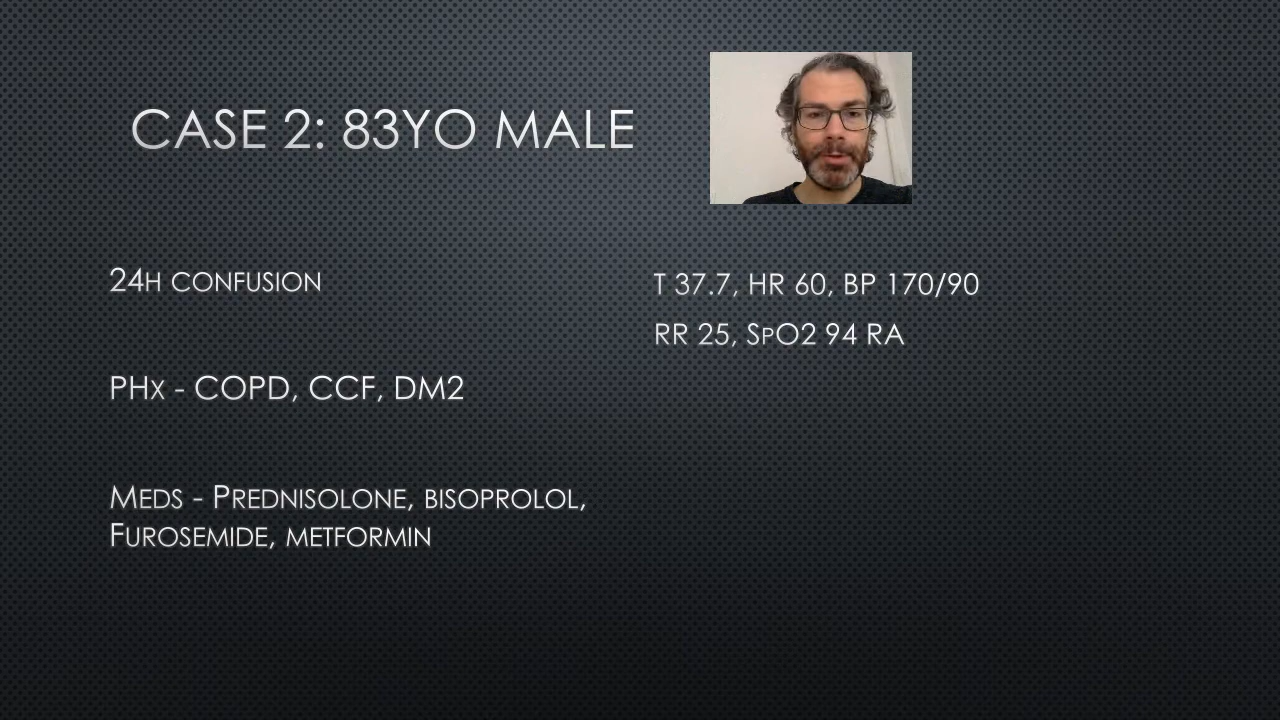 CASE 2: 83YO MALE
24H CONFUSION
PHX - COPD, CCF, DM2
MEDS - PREDNISOLONE, BISOPROLOL,
FUROSEMIDE, METFORMIN
T 37.7, HR 60, BP 170/90
RR 25, SPO2 94 RA